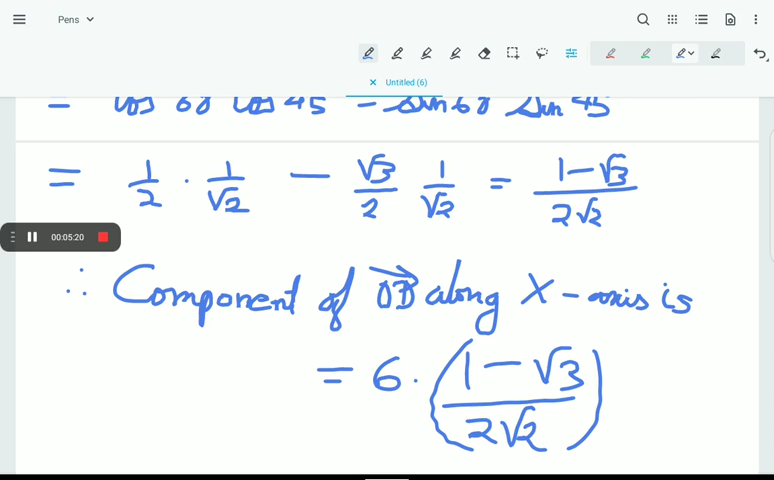 Pens
Untitled (6)
= cos 60 cos 45 - sin 60 sin 45
= 1/2 · 1/√2 - √3/2 1/√2 = (1-√3)/(2√2)
00:05:20
∴ Component of OB along X-axis is
= 6 · ((1-√3)/(2√2))